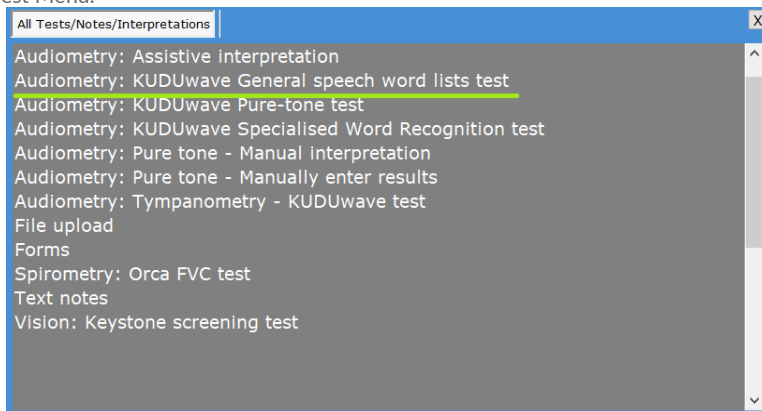 est Menu.
All Tests/Notes/Interpretations
X
Audiometry: Assistive interpretation
Audiometry: KUDUwave General speech word lists test
Audiometry: KUDUwave Pure-tone test
Audiometry: KUDUwave Specialised Word Recognition test
Audiometry: Pure tone - Manual interpretation
Audiometry: Pure tone - Manually enter results
Audiometry: Tympanometry - KUDUwave test
File upload
Forms
Spirometry: Orca FVC test
Text notes
Vision: Keystone screening test